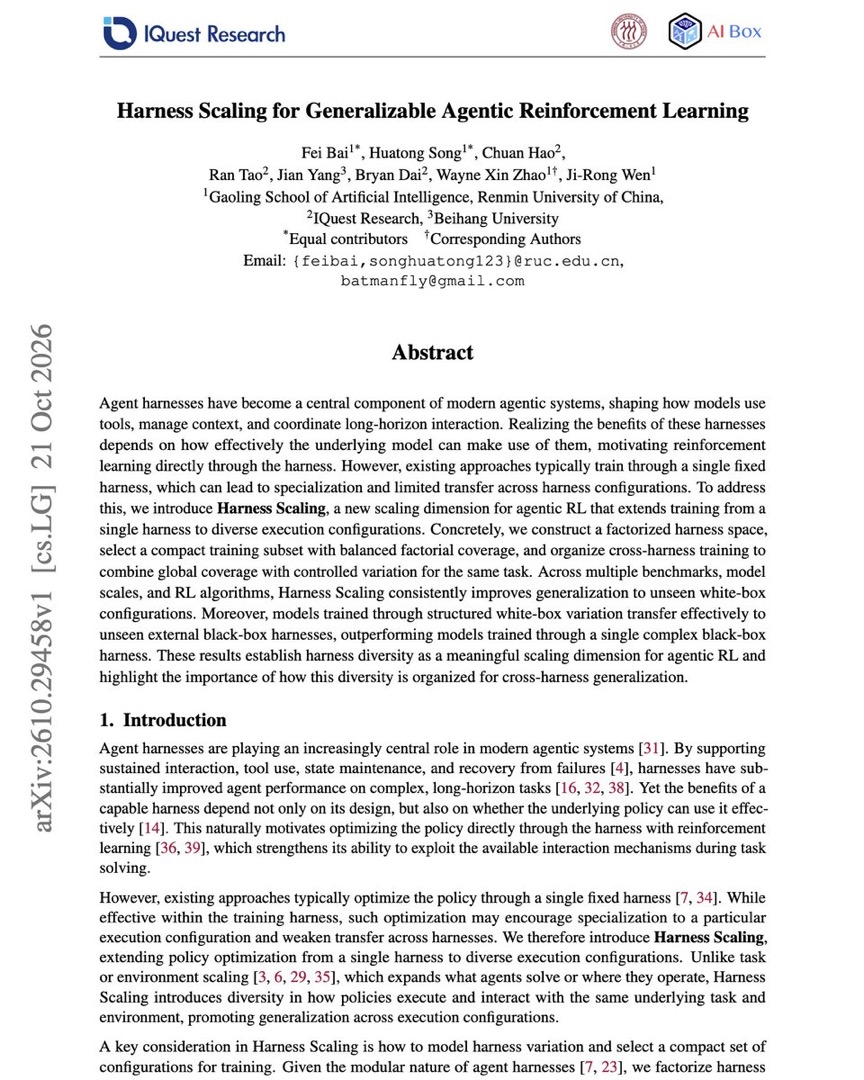 IQuest Research
AI Box
Harness Scaling for Generalizable Agentic Reinforcement Learning
Fei Bai1*, Huatong Song1*, Chuan Hao2,
Ran Tao2, Jian Yang3, Bryan Dai2, Wayne Xin Zhao1†, Ji-Rong Wen1
1Gaoling School of Artificial Intelligence, Renmin University of China,
2IQuest Research, 3Beihang University
*Equal contributors †Corresponding Authors
Email: {feibai,songhuatong123}@ruc.edu.cn,
batmanfly@gmail.com
arXiv:2610.29458v1 [cs.LG] 21 Oct 2026
Abstract
Agent harnesses have become a central component of modern agentic systems, shaping how models use
tools, manage context, and coordinate long-horizon interaction. Realizing the benefits of these harnesses
depends on how effectively the underlying model can make use of them, motivating reinforcement
learning directly through the harness. However, existing approaches typically train through a single fixed
harness, which can lead to specialization and limited transfer across harness configurations. To address
this, we introduce Harness Scaling, a new scaling dimension for agentic RL that extends training from a
single harness to diverse execution configurations. Concretely, we construct a factorized harness space,
select a compact training subset with balanced factorial coverage, and organize cross-harness training to
combine global coverage with controlled variation for the same task. Across multiple benchmarks, model
scales, and RL algorithms, Harness Scaling consistently improves generalization to unseen white-box
configurations. Moreover, models trained through structured white-box variation transfer effectively to
unseen external black-box harnesses, outperforming models trained through a single complex black-box
harness. These results establish harness diversity as a meaningful scaling dimension for agentic RL and
highlight the importance of how this diversity is organized for cross-harness generalization.
1. Introduction
Agent harnesses are playing an increasingly central role in modern agentic systems [31]. By supporting
sustained interaction, tool use, state maintenance, and recovery from failures [4], harnesses have sub-
stantially improved agent performance on complex, long-horizon tasks [16, 32, 38]. Yet the benefits of a
capable harness depend not only on its design, but also on whether the underlying policy can use it effec-
tively [14]. This naturally motivates optimizing the policy directly through the harness with reinforcement
learning [36, 39], which strengthens its ability to exploit the available interaction mechanisms during task
solving.
However, existing approaches typically optimize the policy through a single fixed harness [7, 34]. While
effective within the training harness, such optimization may encourage specialization to a particular
execution configuration and weaken transfer across harnesses. We therefore introduce Harness Scaling,
extending policy optimization from a single harness to diverse execution configurations. Unlike task
or environment scaling [3, 6, 29, 35], which expands what agents solve or where they operate, Harness
Scaling introduces diversity in how policies execute and interact with the same underlying task and
environment, promoting generalization across execution configurations.
A key consideration in Harness Scaling is how to model harness variation and select a compact set of
configurations for training. Given the modular nature of agent harnesses [7, 23], we factorize harness